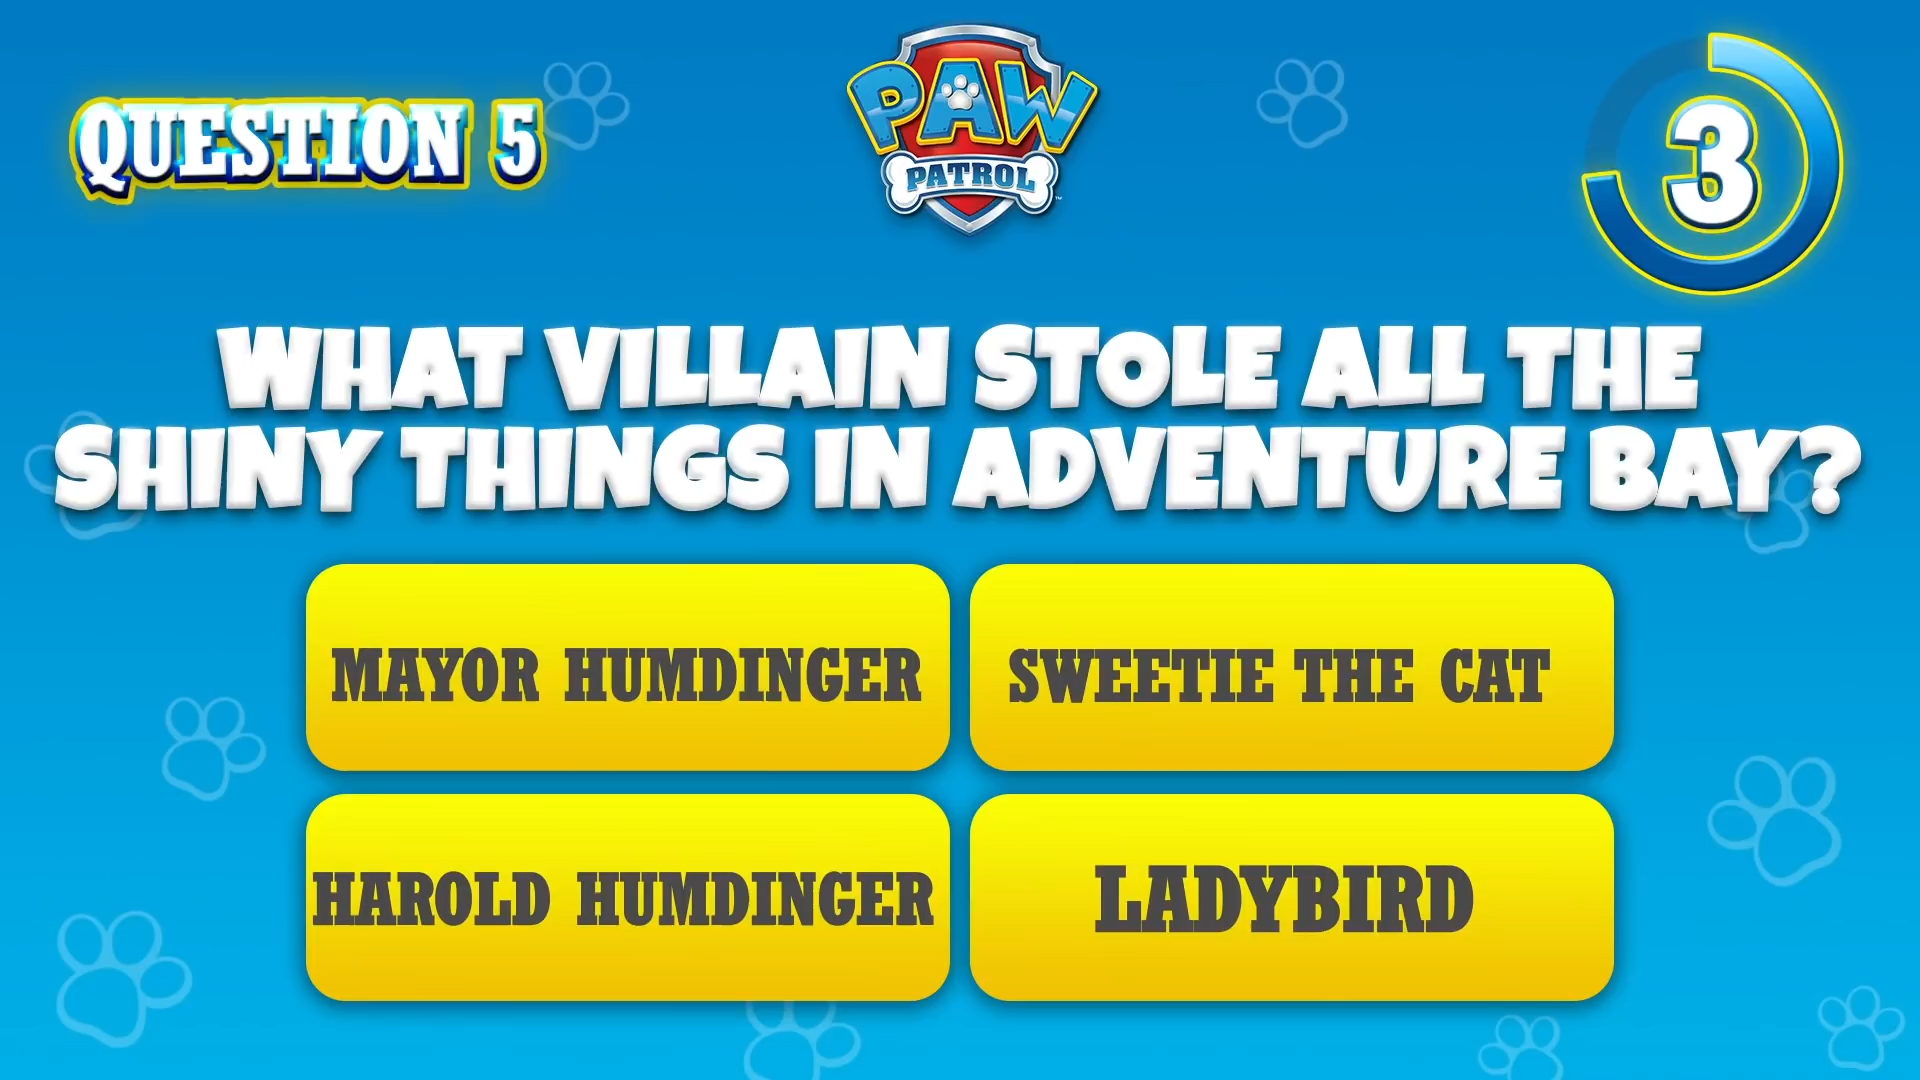 QUESTION 5
PAW
PATROL
™
3
WHAT VILLAIN STOLE ALL THE
SHINY THINGS IN ADVENTURE BAY?
MAYOR HUMDINGER
SWEETIE THE CAT
HAROLD HUMDINGER
LADYBIRD